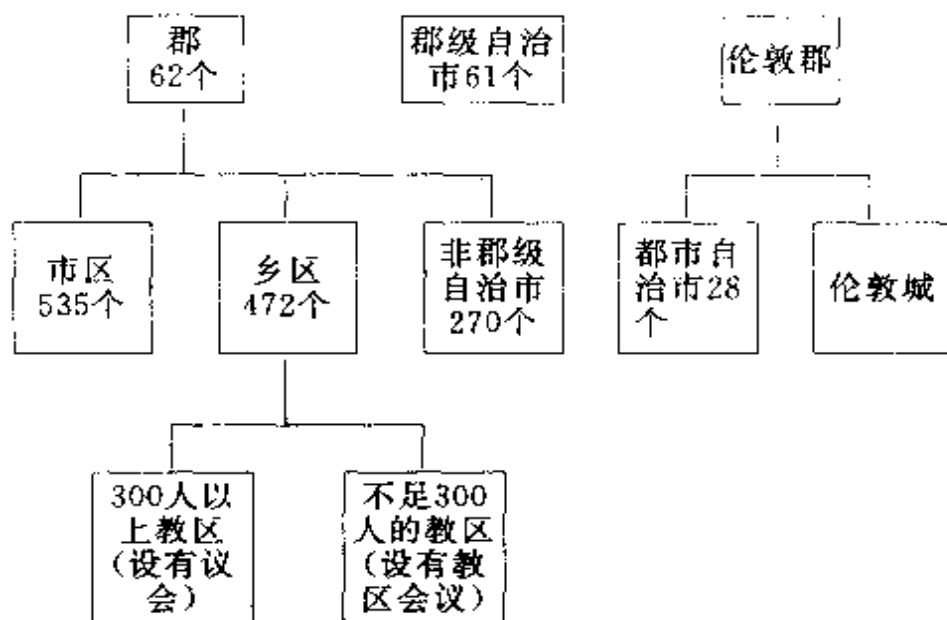 郡
62个
郡级自治
市61个
伦敦郡
市区
535个
乡区
472个
非郡级
自治市
270个
都市自
治市28
个
伦敦城
300人以
上教区
(设有议
会)
不足300
人的教区
(设有教
区会议)